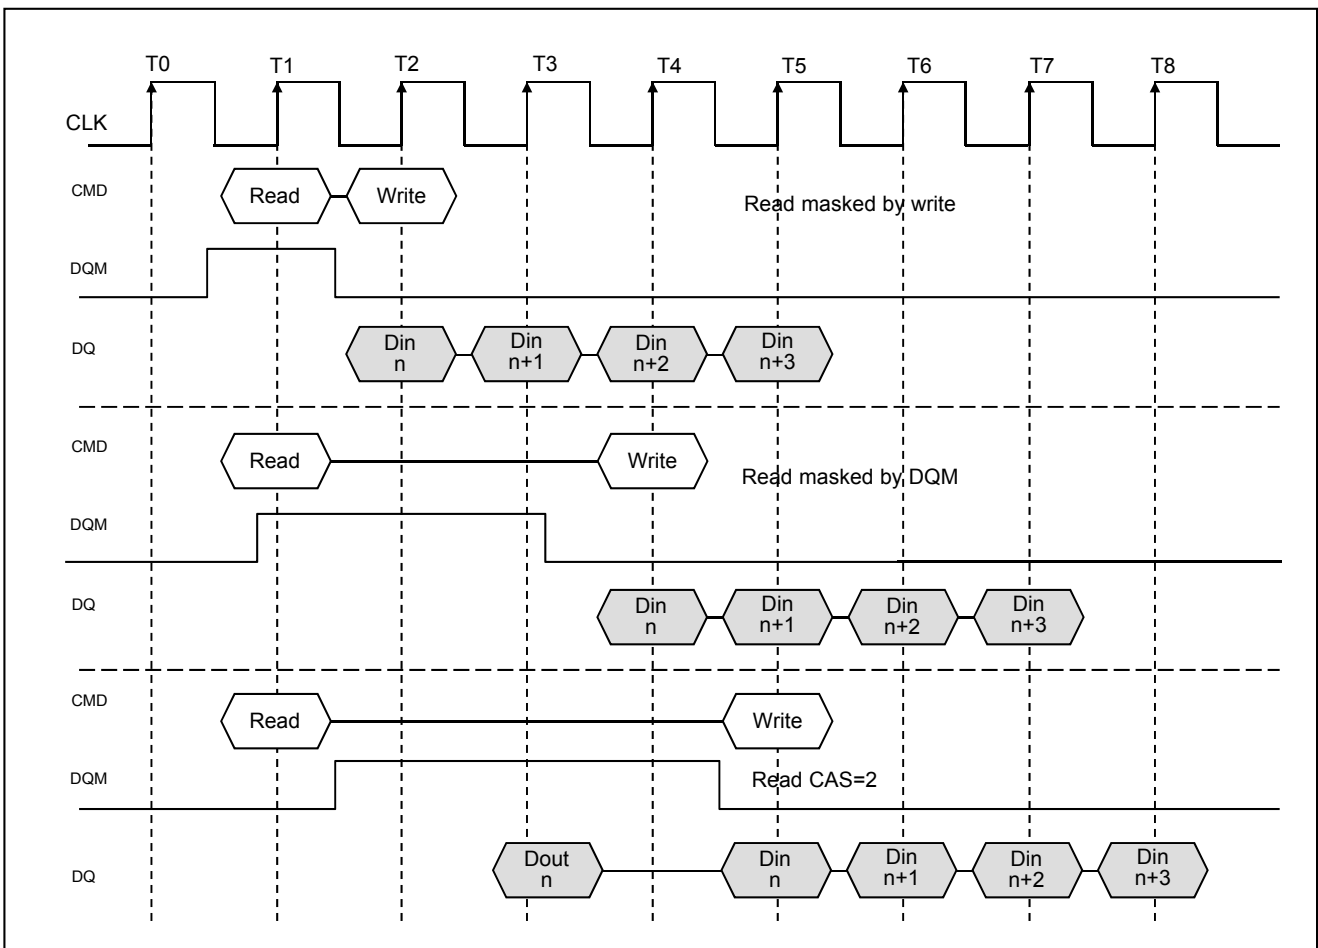 T0 T1 T2 T3 T4 T5 T6 T7 T8
CLK
CMD Read Write Read masked by write
DQM
DQ
Din n
Din n+1
Din n+2
Din n+3
CMD Read Write Read masked by DQM
DQM
DQ
Din n
Din n+1
Din n+2
Din n+3
CMD Read Write
DQM Read CAS=2
DQ
Dout n
Din n
Din n+1
Din n+2
Din n+3